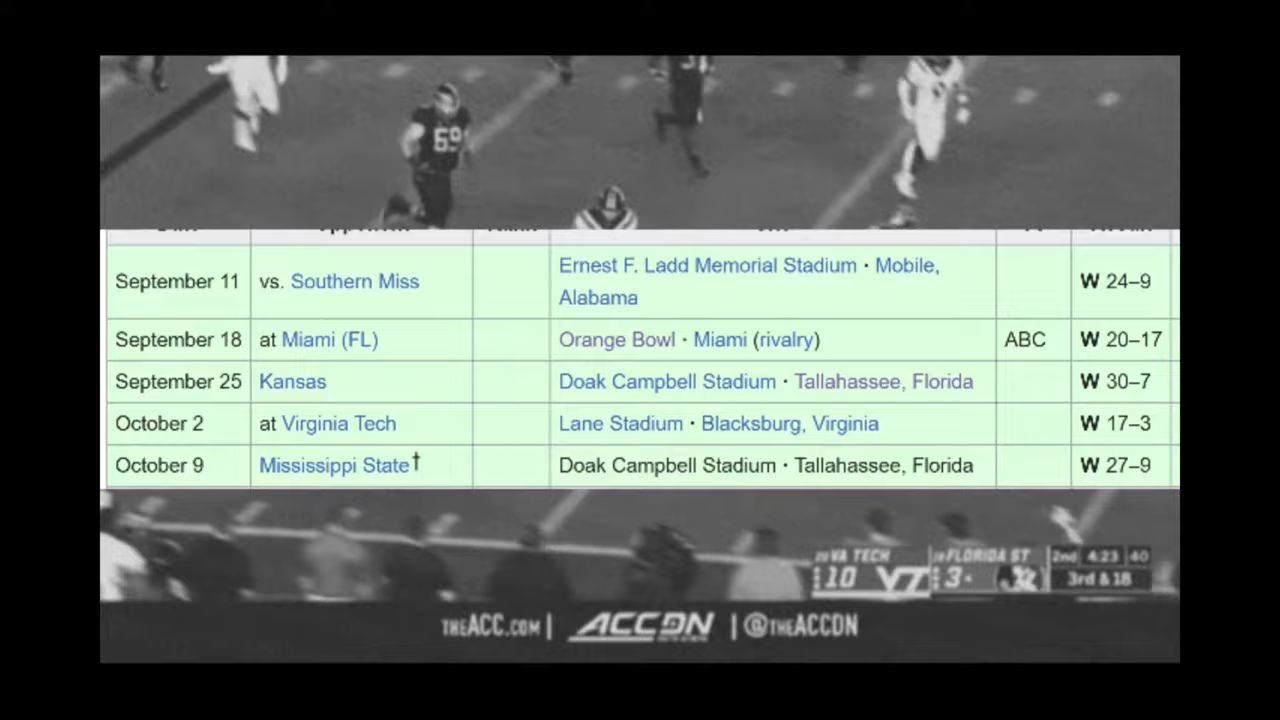 69
September 11 vs. Southern Miss Ernest F. Ladd Memorial Stadium · Mobile, Alabama W 24–9
September 18 at Miami (FL) Orange Bowl · Miami (rivalry) ABC W 20–17
September 25 Kansas Doak Campbell Stadium · Tallahassee, Florida W 30–7
October 2 at Virginia Tech Lane Stadium · Blacksburg, Virginia W 17–3
October 9 Mississippi State† Doak Campbell Stadium · Tallahassee, Florida W 27–9
VA TECH FLORIDA ST 2nd 4:23 40
10 VT 3 3rd & 18
THEACC.COM | ACCDN | @THEACCDN